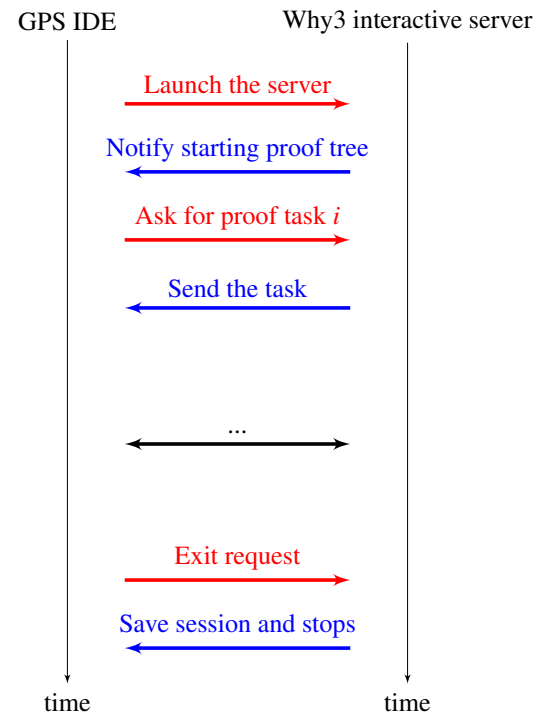 GPS IDE
Why3 interactive server
Launch the server
Notify starting proof tree
Ask for proof task i
Send the task
...
Exit request
Save session and stops
time
time